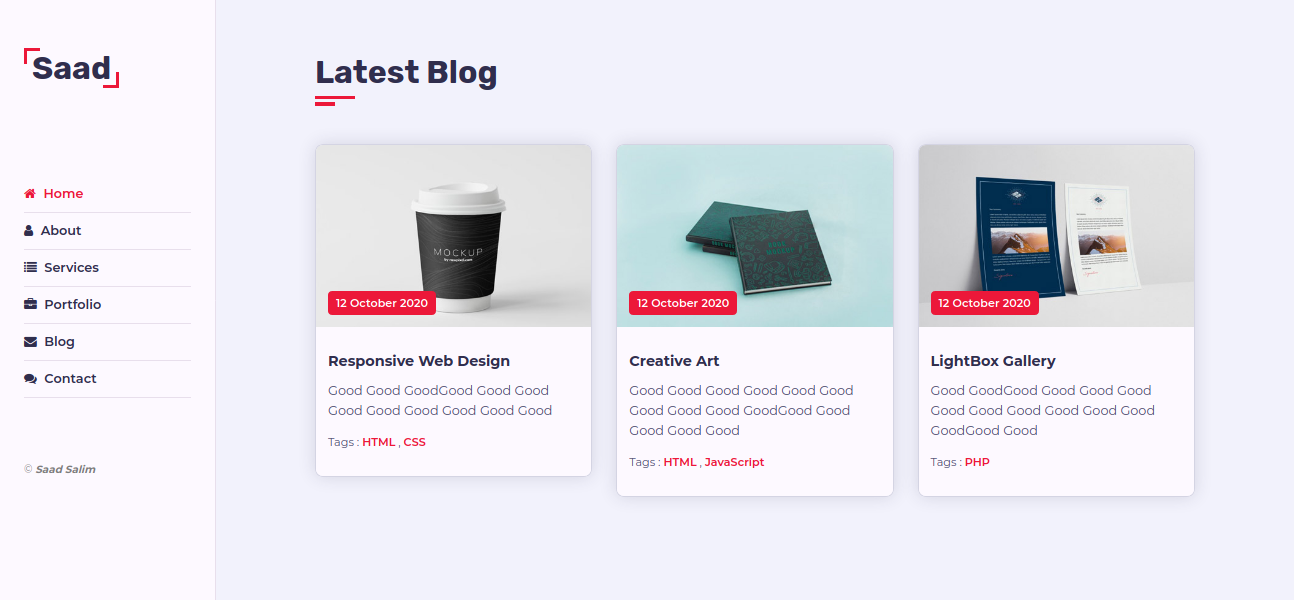 Saad
Home
About
Services
Portfolio
Blog
Contact
© Saad Salim
Latest Blog
MOCKUP
12 October 2020
Responsive Web Design
Good Good GoodGood Good Good
Good Good Good Good Good Good
Tags : HTML , CSS
12 October 2020
Creative Art
Good Good Good Good Good Good
Good Good Good GoodGood Good
Good Good Good
Tags : HTML , JavaScript
12 October 2020
LightBox Gallery
Good GoodGood Good Good Good
Good Good Good Good Good Good
GoodGood Good
Tags : PHP